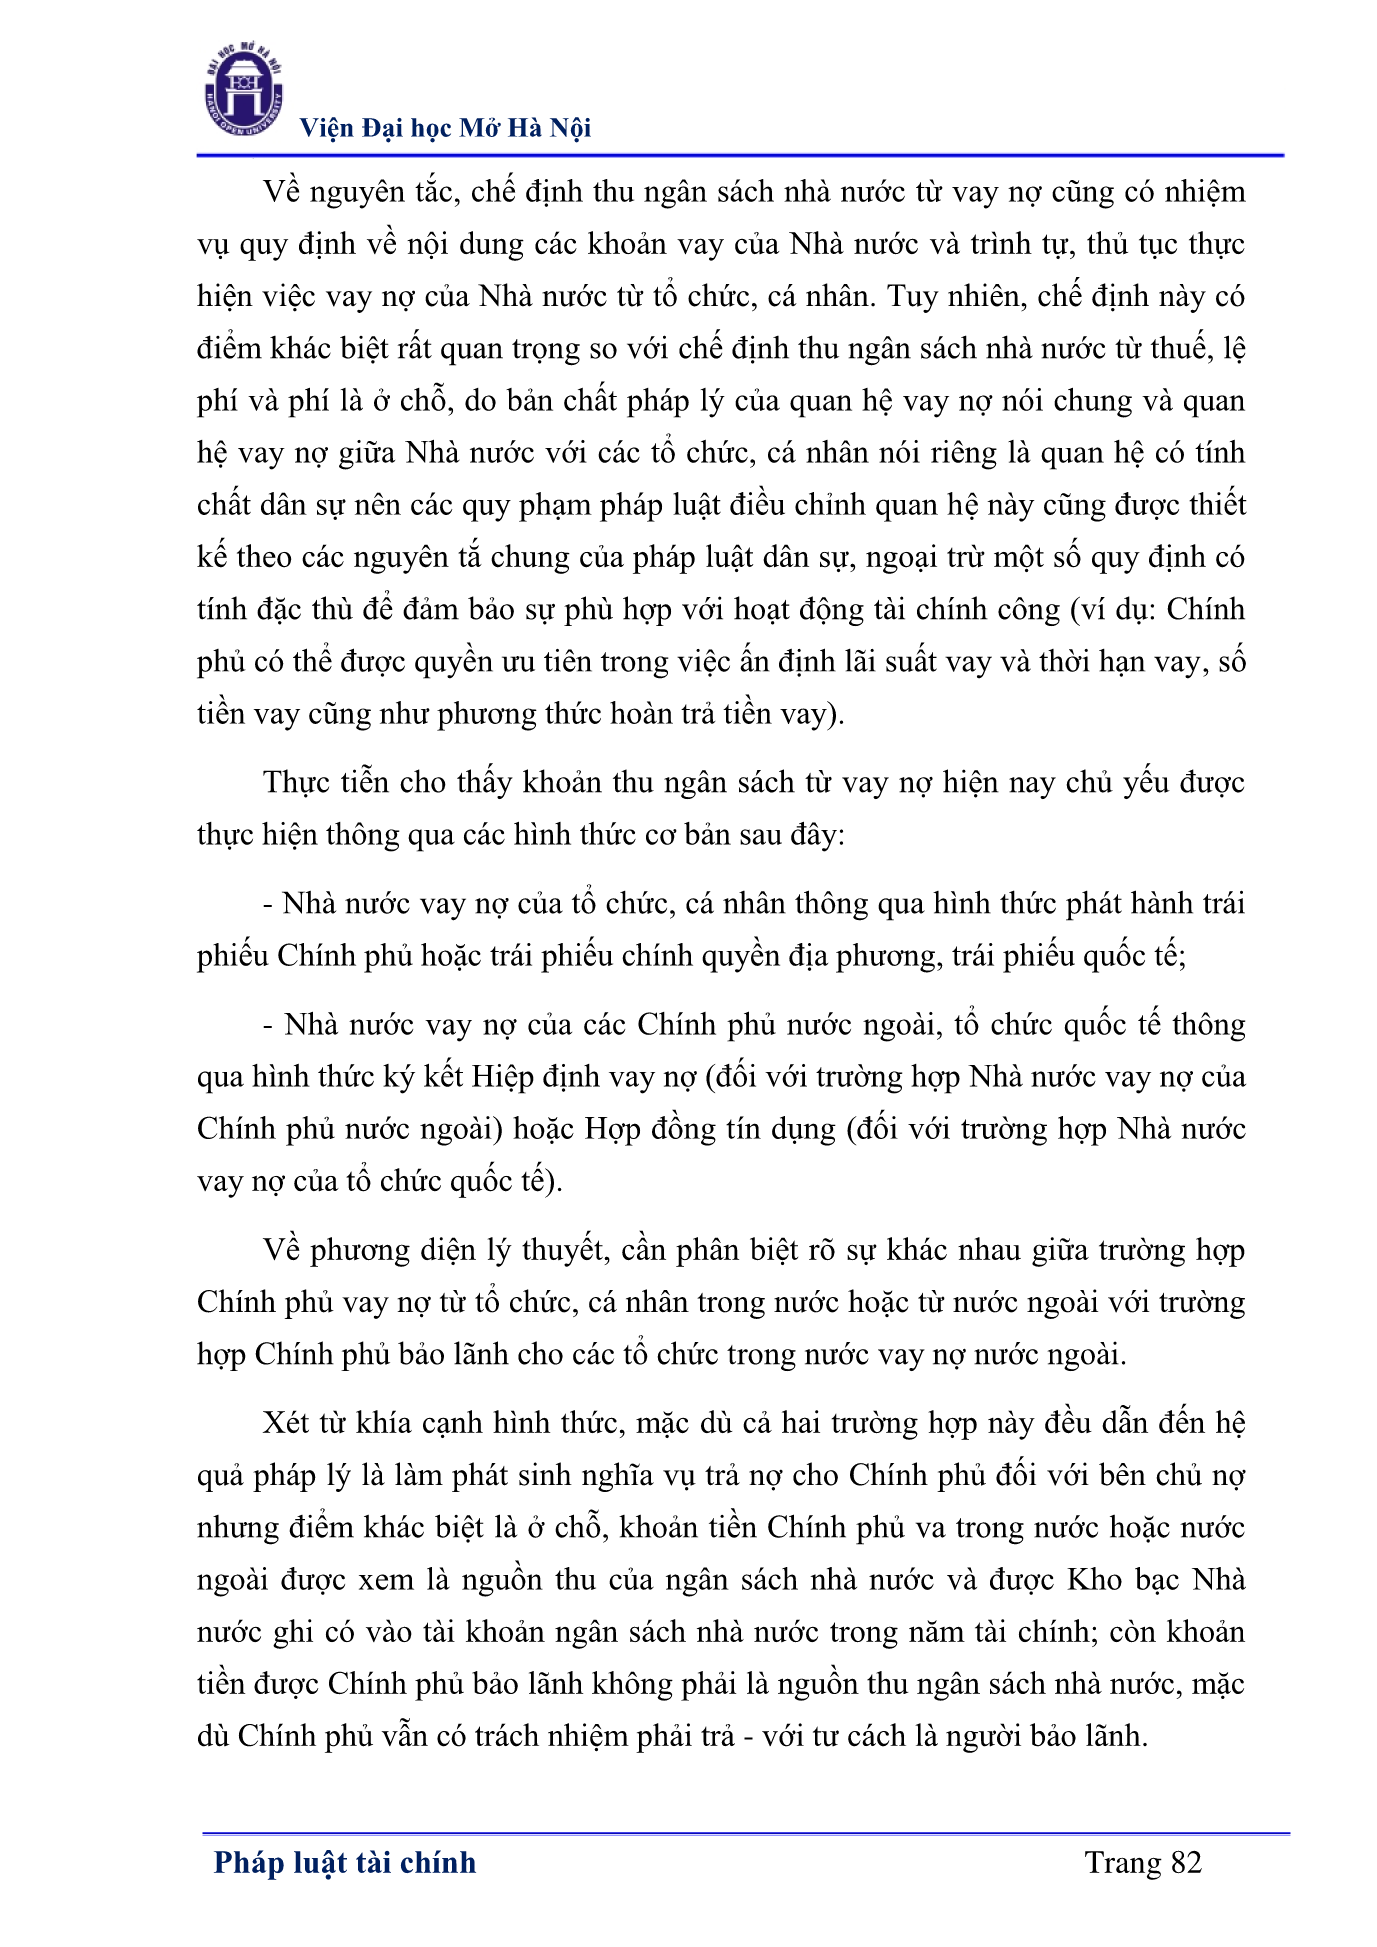 ĐẠI HỌC MỞ HÀ NỘI
HANOI OPEN UNIVERSITY
Viện Đại học Mở Hà Nội
Về nguyên tắc, chế định thu ngân sách nhà nước từ vay nợ cũng có nhiệm
vụ quy định về nội dung các khoản vay của Nhà nước và trình tự, thủ tục thực
hiện việc vay nợ của Nhà nước từ tổ chức, cá nhân. Tuy nhiên, chế định này có
điểm khác biệt rất quan trọng so với chế định thu ngân sách nhà nước từ thuế, lệ
phí và phí là ở chỗ, do bản chất pháp lý của quan hệ vay nợ nói chung và quan
hệ vay nợ giữa Nhà nước với các tổ chức, cá nhân nói riêng là quan hệ có tính
chất dân sự nên các quy phạm pháp luật điều chỉnh quan hệ này cũng được thiết
kế theo các nguyên tắ chung của pháp luật dân sự, ngoại trừ một số quy định có
tính đặc thù để đảm bảo sự phù hợp với hoạt động tài chính công (ví dụ: Chính
phủ có thể được quyền ưu tiên trong việc ấn định lãi suất vay và thời hạn vay, số
tiền vay cũng như phương thức hoàn trả tiền vay).
Thực tiễn cho thấy khoản thu ngân sách từ vay nợ hiện nay chủ yếu được
thực hiện thông qua các hình thức cơ bản sau đây:
- Nhà nước vay nợ của tổ chức, cá nhân thông qua hình thức phát hành trái
phiếu Chính phủ hoặc trái phiếu chính quyền địa phương, trái phiếu quốc tế;
- Nhà nước vay nợ của các Chính phủ nước ngoài, tổ chức quốc tế thông
qua hình thức ký kết Hiệp định vay nợ (đối với trường hợp Nhà nước vay nợ của
Chính phủ nước ngoài) hoặc Hợp đồng tín dụng (đối với trường hợp Nhà nước
vay nợ của tổ chức quốc tế).
Về phương diện lý thuyết, cần phân biệt rõ sự khác nhau giữa trường hợp
Chính phủ vay nợ từ tổ chức, cá nhân trong nước hoặc từ nước ngoài với trường
hợp Chính phủ bảo lãnh cho các tổ chức trong nước vay nợ nước ngoài.
Xét từ khía cạnh hình thức, mặc dù cả hai trường hợp này đều dẫn đến hệ
quả pháp lý là làm phát sinh nghĩa vụ trả nợ cho Chính phủ đối với bên chủ nợ
nhưng điểm khác biệt là ở chỗ, khoản tiền Chính phủ va trong nước hoặc nước
ngoài được xem là nguồn thu của ngân sách nhà nước và được Kho bạc Nhà
nước ghi có vào tài khoản ngân sách nhà nước trong năm tài chính; còn khoản
tiền được Chính phủ bảo lãnh không phải là nguồn thu ngân sách nhà nước, mặc
dù Chính phủ vẫn có trách nhiệm phải trả - với tư cách là người bảo lãnh.
Pháp luật tài chính
Trang 82